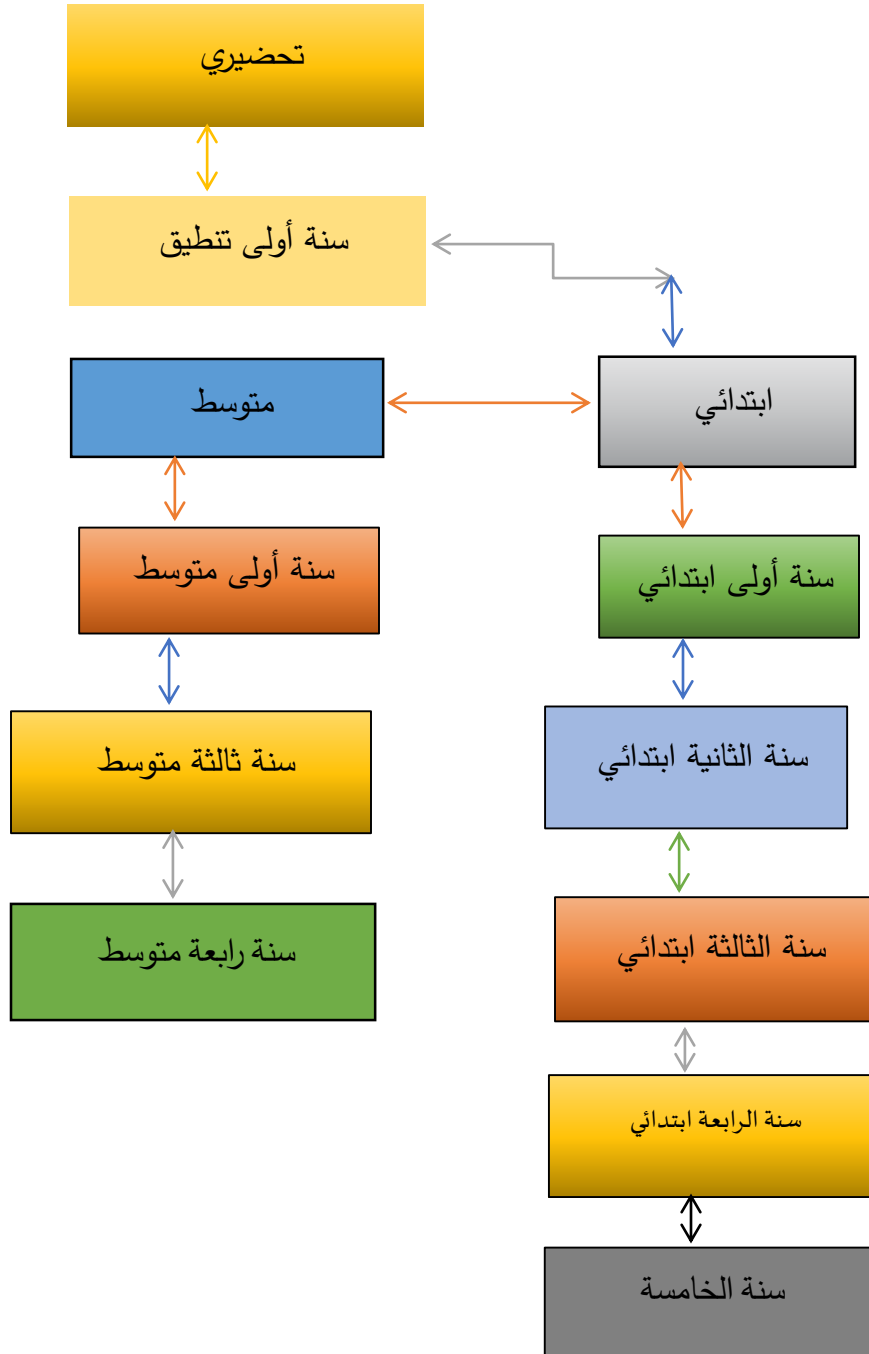 تحضيري
سنة أولى تنطيق
ابتدائي
متوسط
سنة أولى ابتدائي
سنة أولى متوسط
سنة الثانية ابتدائي
سنة ثالثة متوسط
سنة الثالثة ابتدائي
سنة رابعة متوسط
سنة الرابعة ابتدائي
سنة الخامسة